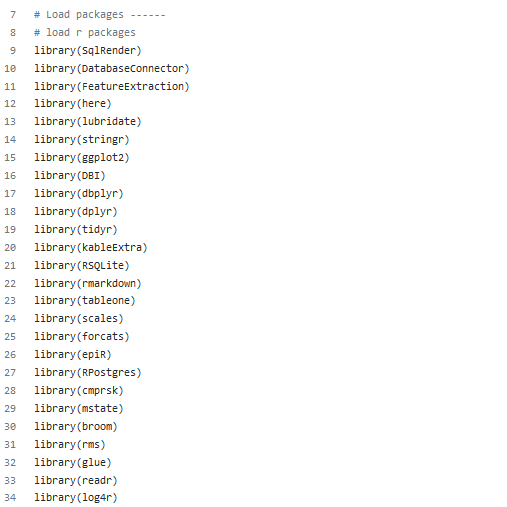 7 # Load packages ------
8 # load r packages
9 library(SqlRender)
10 library(DatabaseConnector)
11 library(FeatureExtraction)
12 library(here)
13 library(lubridate)
14 library(stringr)
15 library(ggplot2)
16 library(DBI)
17 library(dbplyr)
18 library(dplyr)
19 library(tidyr)
20 library(kableExtra)
21 library(RSQLite)
22 library(rmarkdown)
23 library(tableone)
24 library(scales)
25 library(forcats)
26 library(epiR)
27 library(RPostgres)
28 library(cmprsk)
29 library(mstate)
30 library(broom)
31 library(rms)
32 library(glue)
33 library(readr)
34 library(log4r)